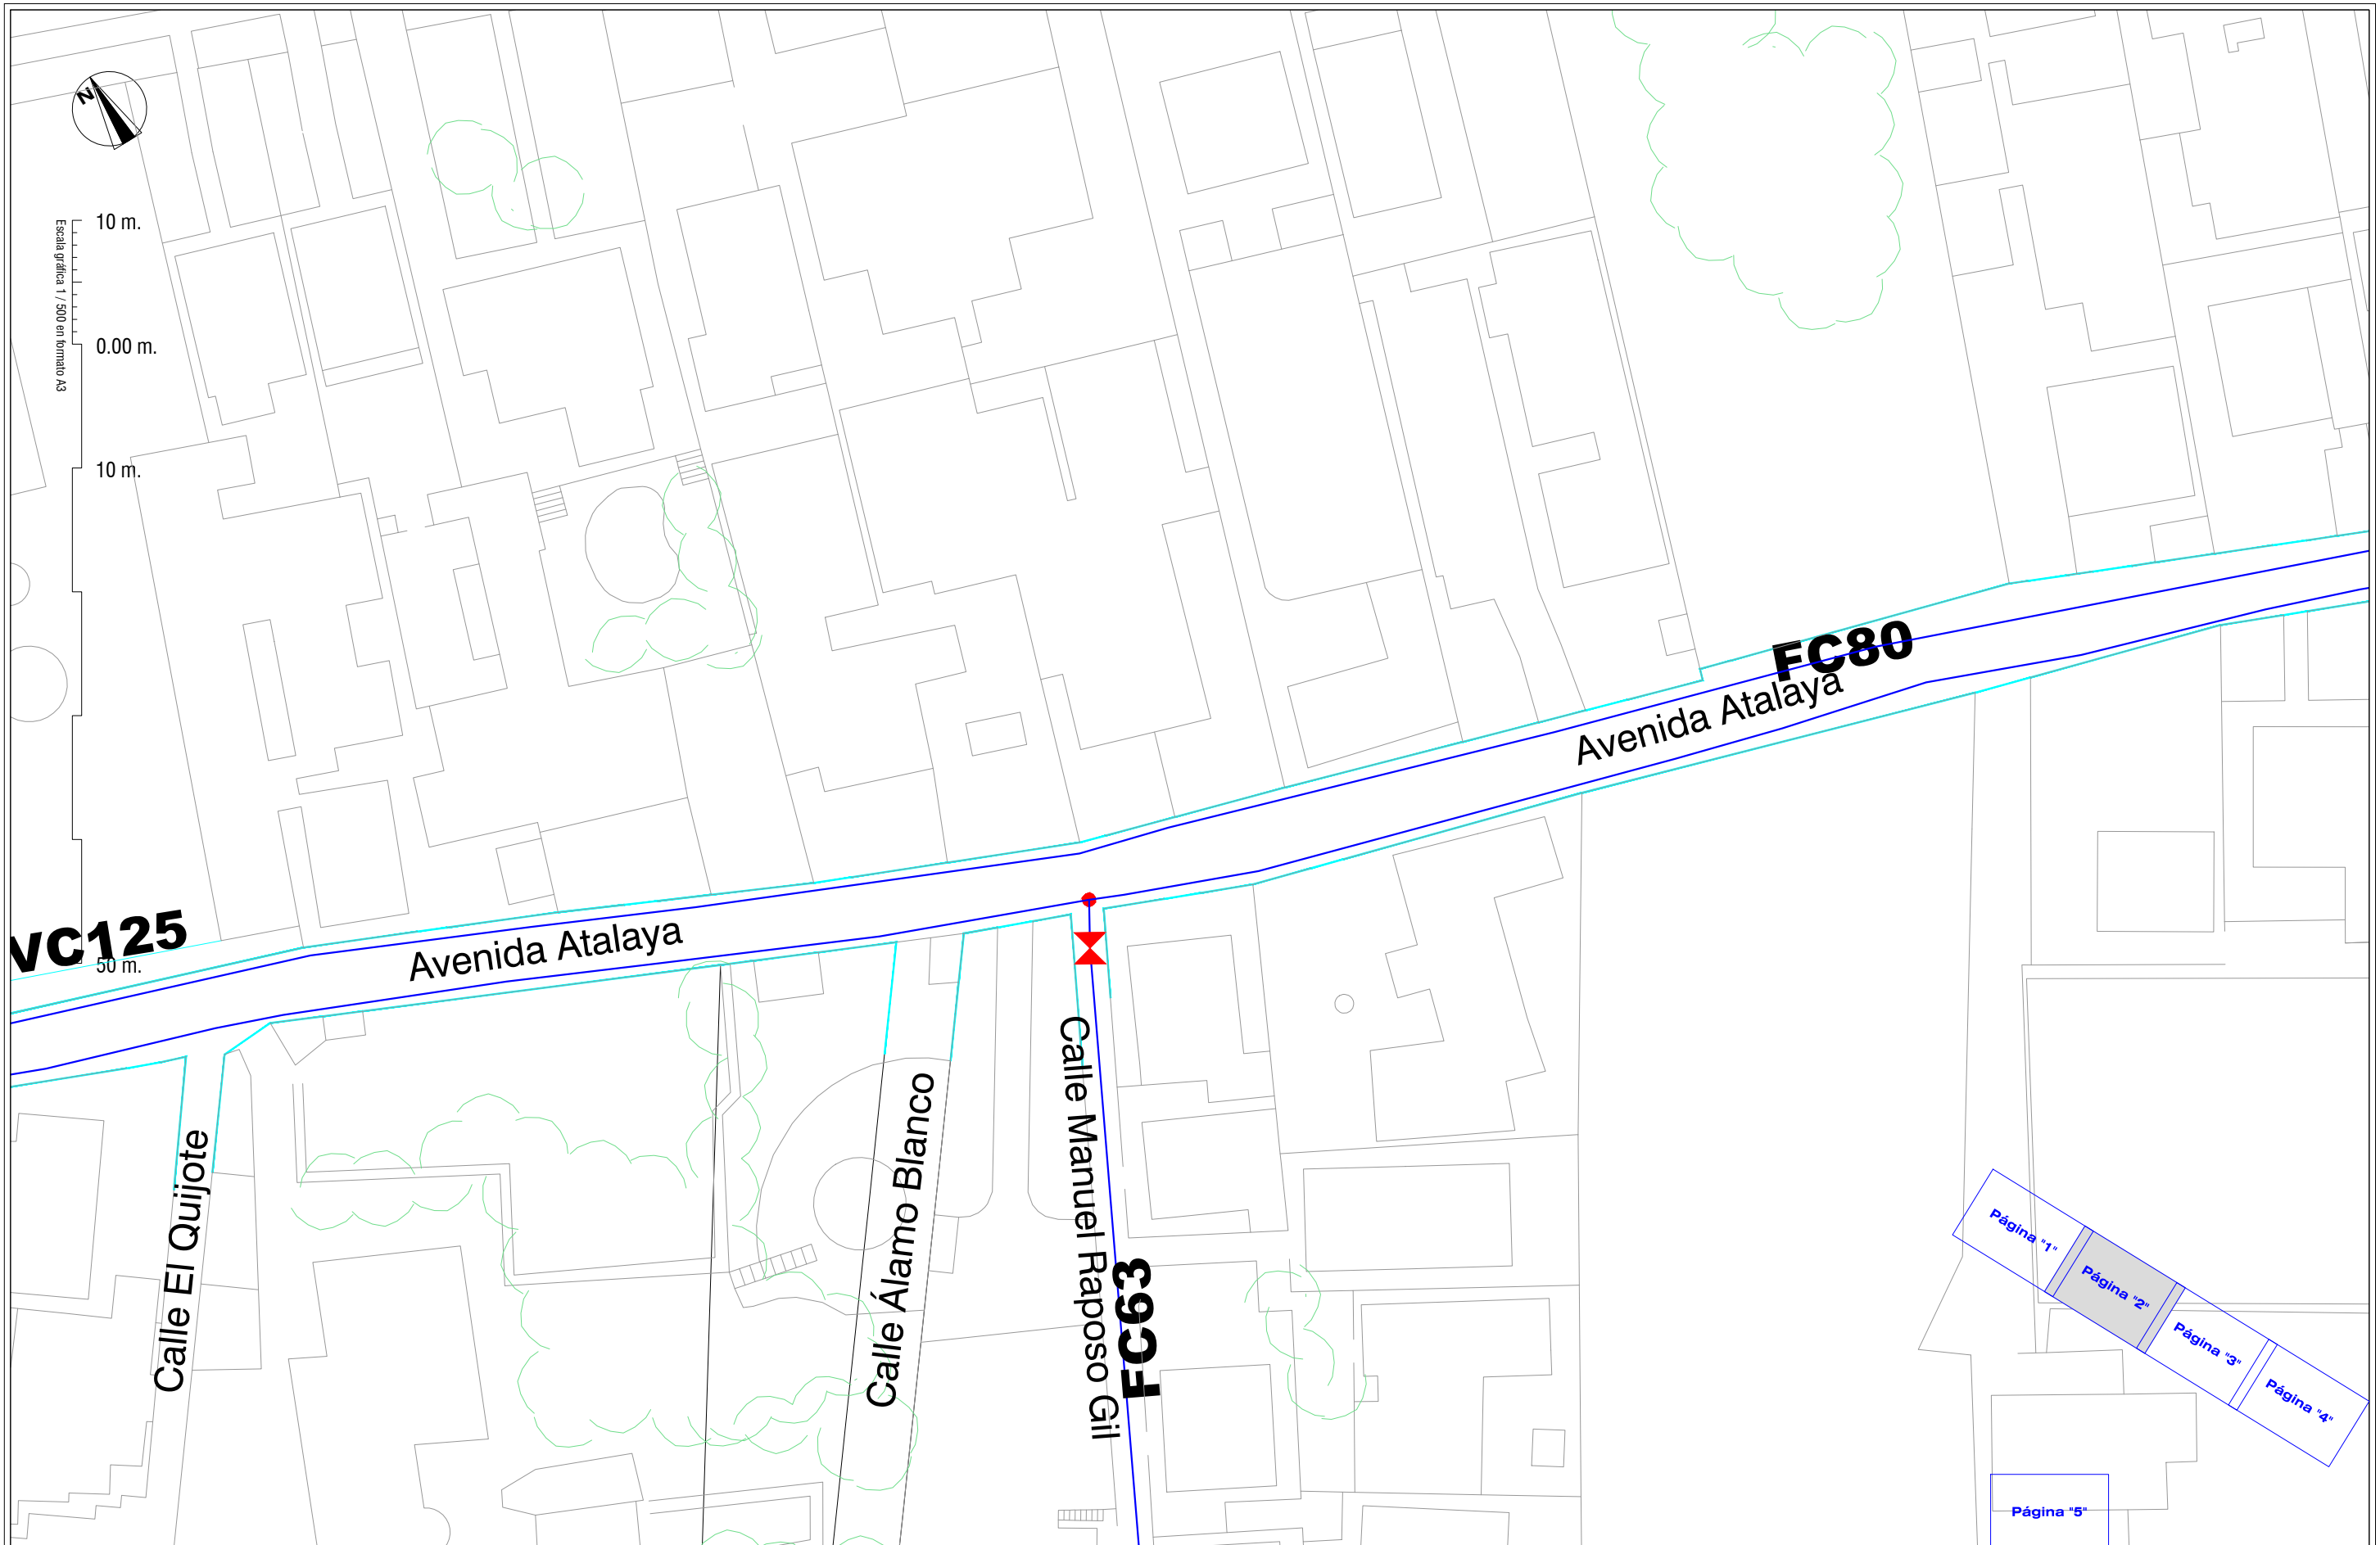 N
10 m.
Escala gráfica 1 / 500 en formato A3
0.00 m.
10 m.
50 m.
FC80
Avenida Atalaya
VC125
Avenida Atalaya
Calle El Quijote
Calle Álamo Blanco
Calle Manuel Raposo Gil
FC63
Página "1"
Página "2"
Página "3"
Página "4"
Página "5"